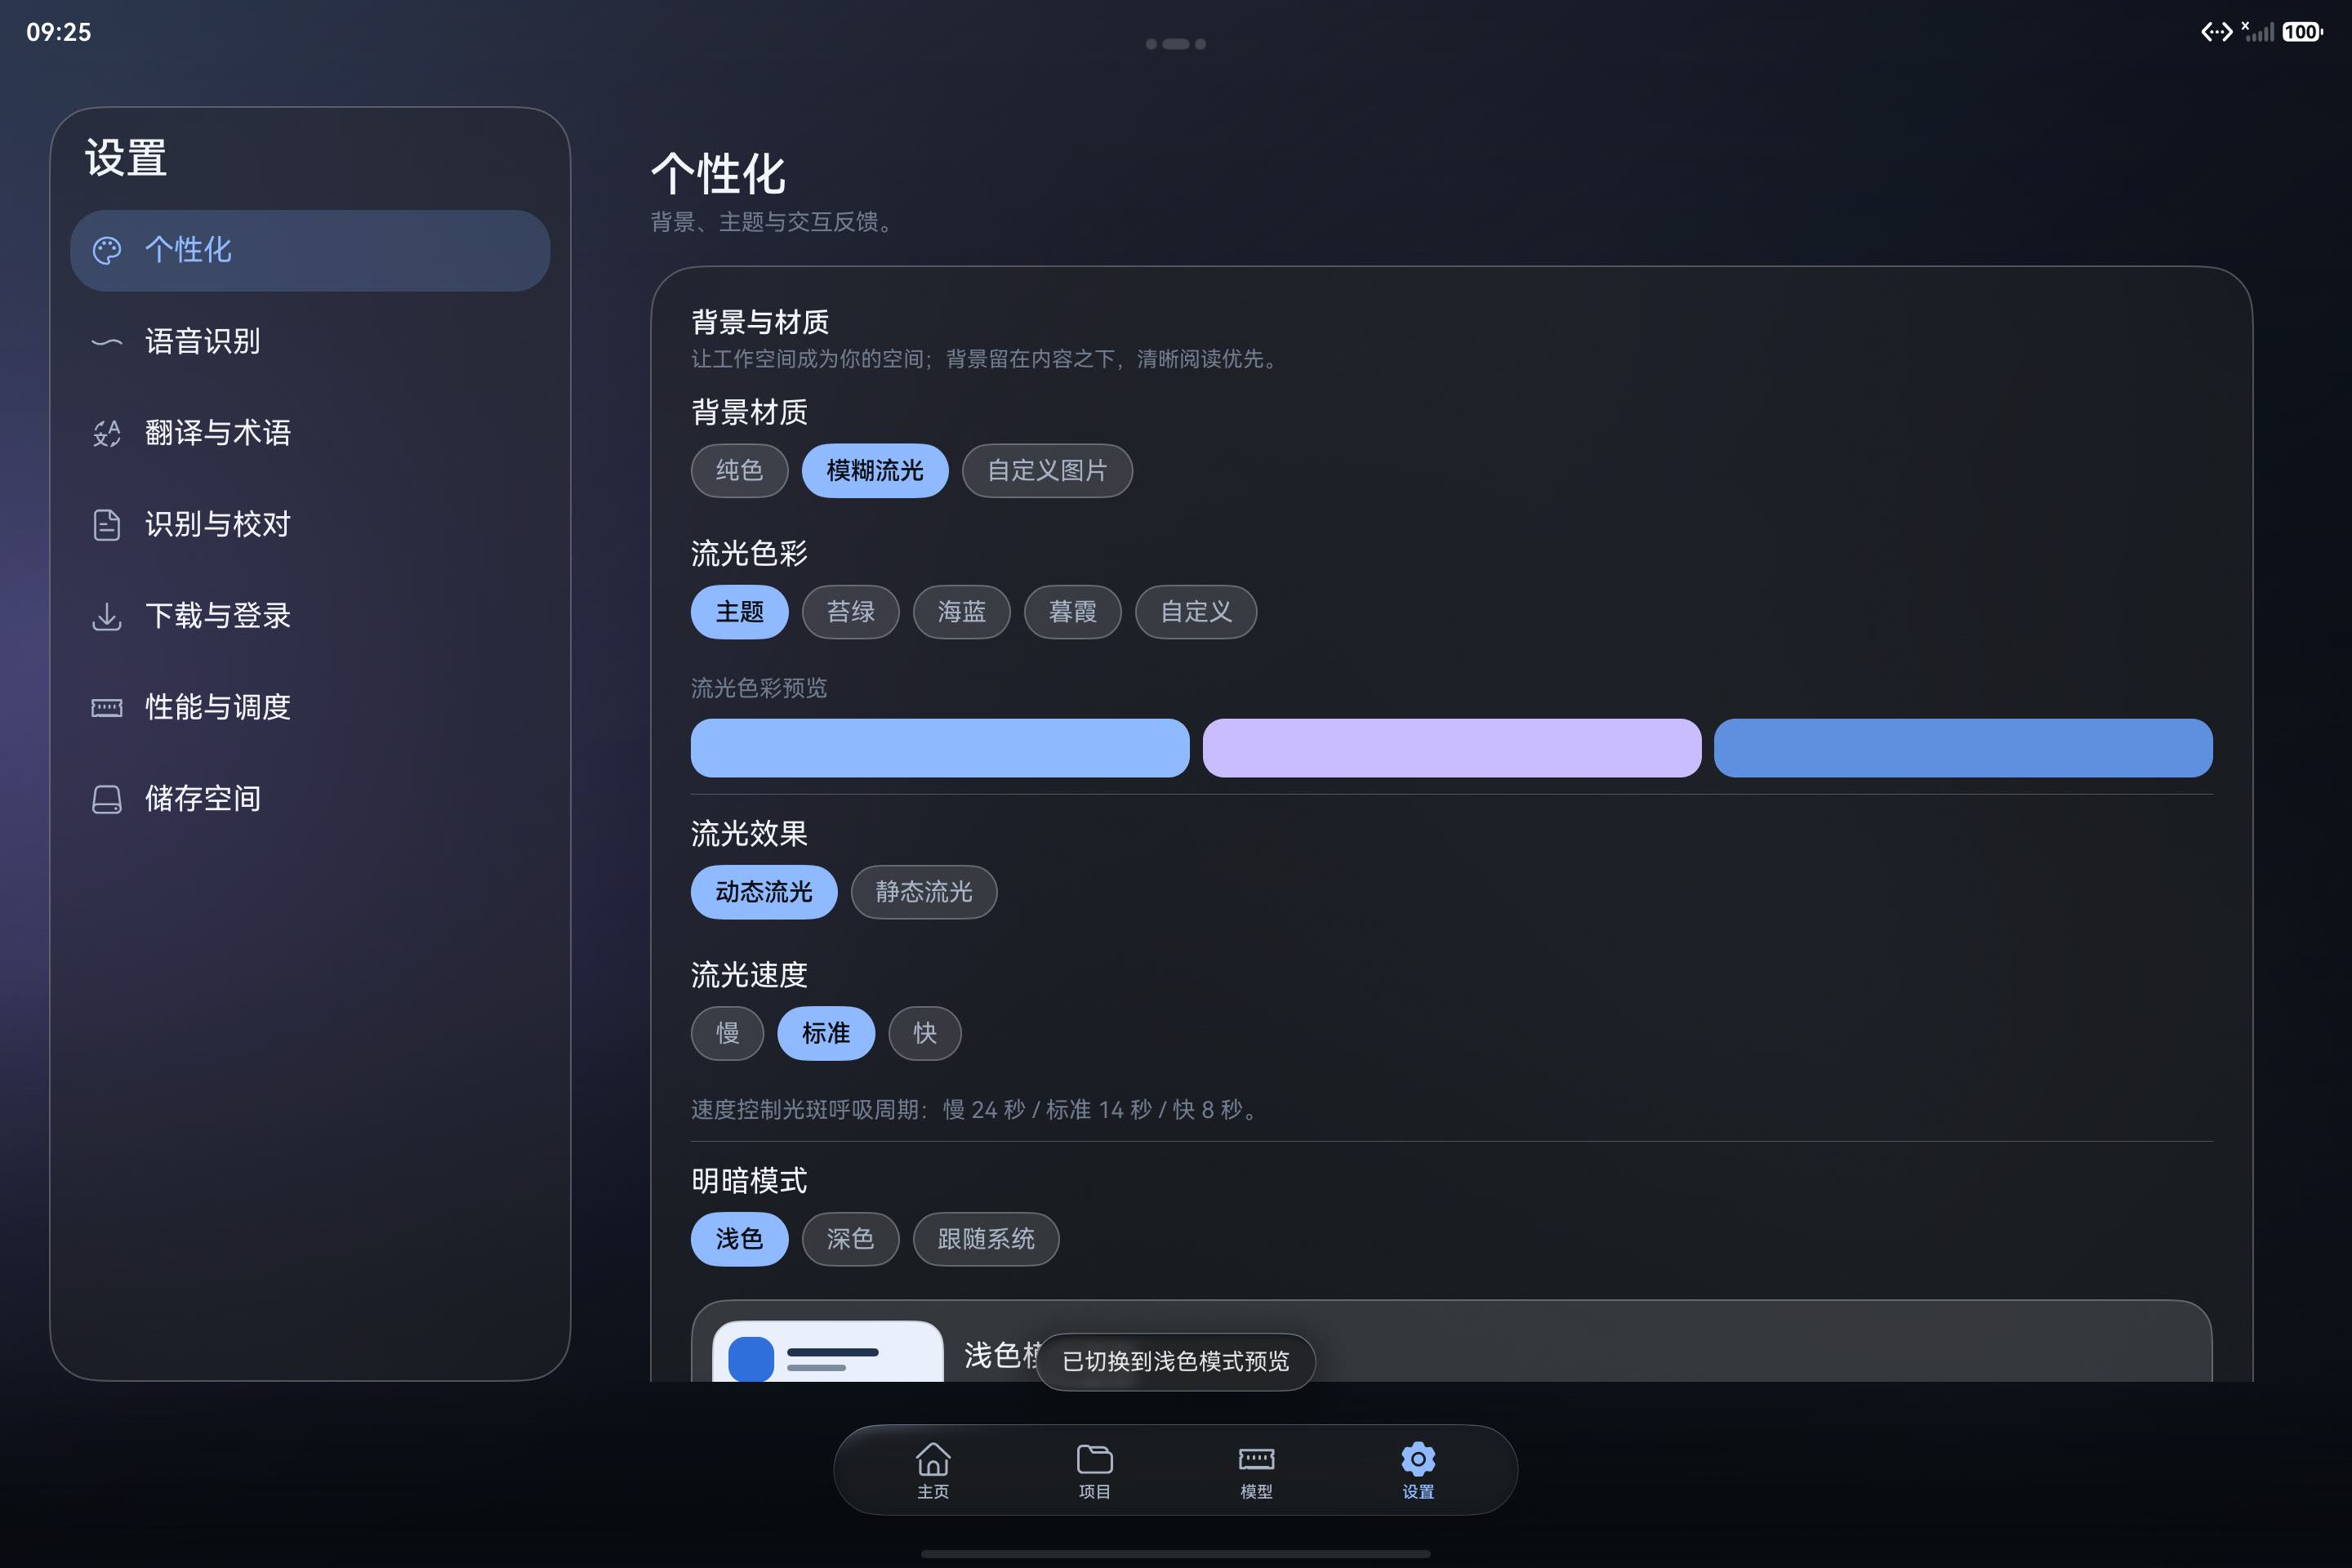 09:25
100
设置
个性化
语音识别
翻译与术语
识别与校对
下载与登录
性能与调度
储存空间
个性化
背景、主题与交互反馈。
背景与材质
让工作空间成为你的空间；背景留在内容之下，清晰阅读优先。
背景材质
纯色 模糊流光 自定义图片
流光色彩
主题 苔绿 海蓝 暮霞 自定义
流光色彩预览
流光效果
动态流光 静态流光
流光速度
慢 标准 快
速度控制光斑呼吸周期：慢 24 秒 / 标准 14 秒 / 快 8 秒。
明暗模式
浅色 深色 跟随系统
浅色
已切换到浅色模式预览
主页 项目 模型 设置